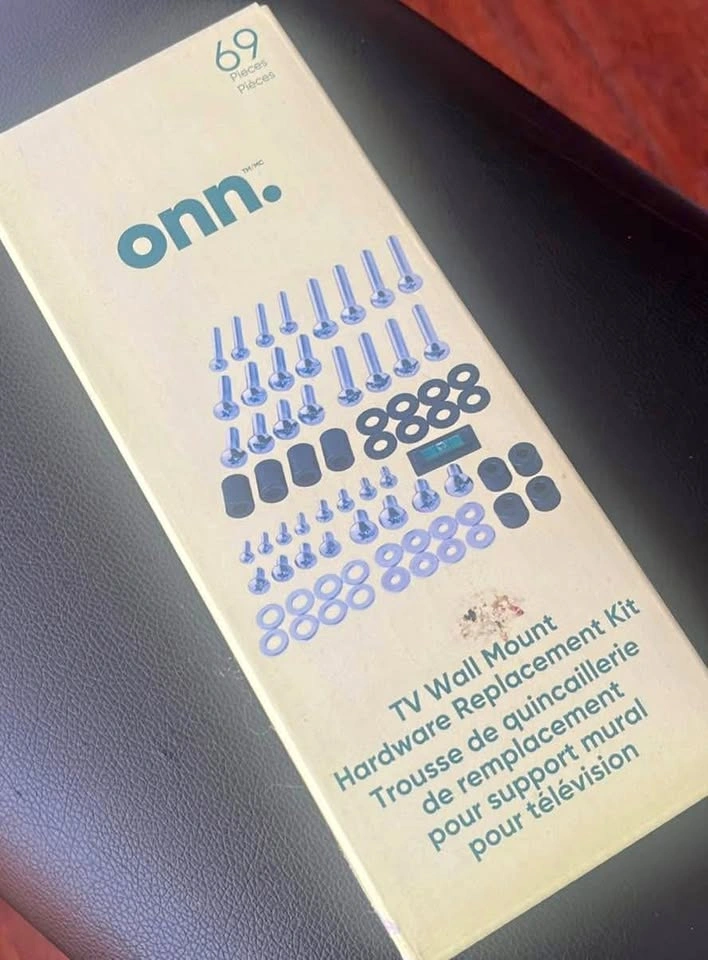 69
Pieces
Pièces
onn.
TM/MC
TV Wall Mount
Hardware Replacement Kit
Trousse de quincaillerie
de remplacement
pour support mural
pour télévision